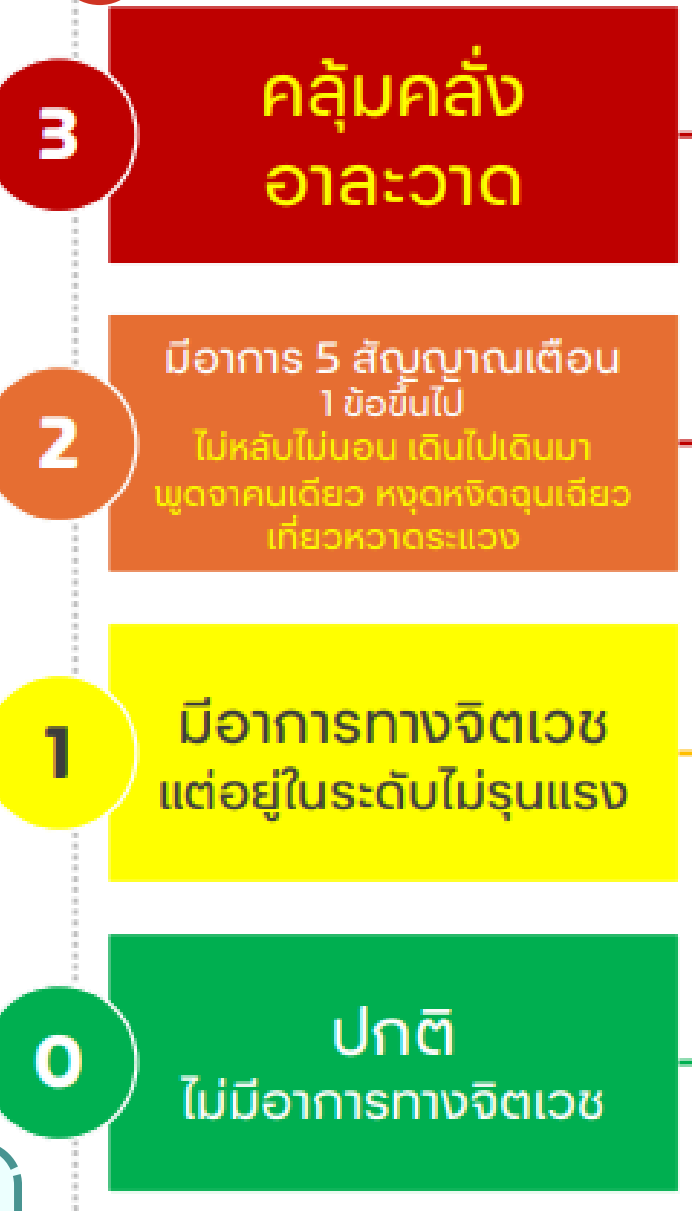 3
คลุ้มคลั่ง
อาละวาด
2
มีอาการ 5 สัญญาณเตือน
1 ข้อขึ้นไป
ไม่หลับไม่นอน เดินไปเดินมา
พูดจาคนเดียว หงุดหงิดฉุนเฉียว
เที่ยวหวาดระแวง
1
มีอาการทางจิตเวช
แต่อยู่ในระดับไม่รุนแรง
0
ปกติ
ไม่มีอาการทางจิตเวช